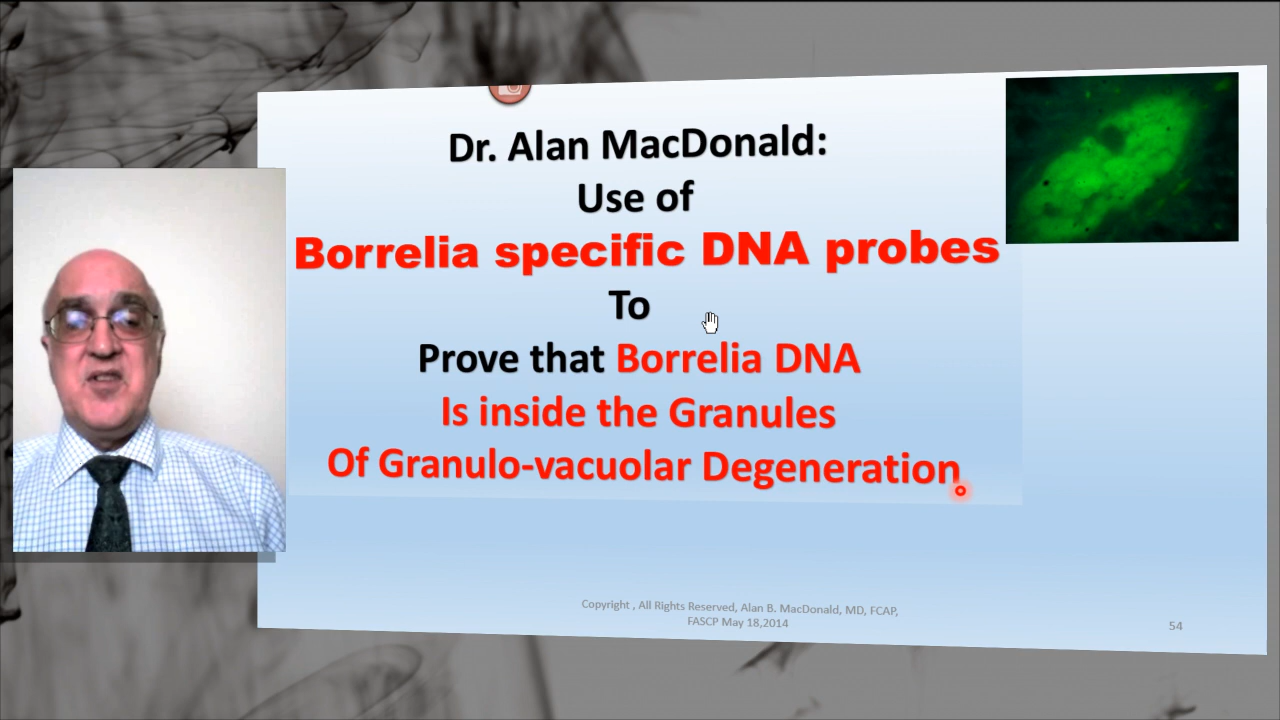 Dr. Alan MacDonald:
Use of
Borrelia specific DNA probes
To
Prove that Borrelia DNA
Is inside the Granules
Of Granulo-vacuolar Degeneration
Copyright , All Rights Reserved, Alan B. MacDonald, MD, FCAP,
FASCP May 18,2014
54